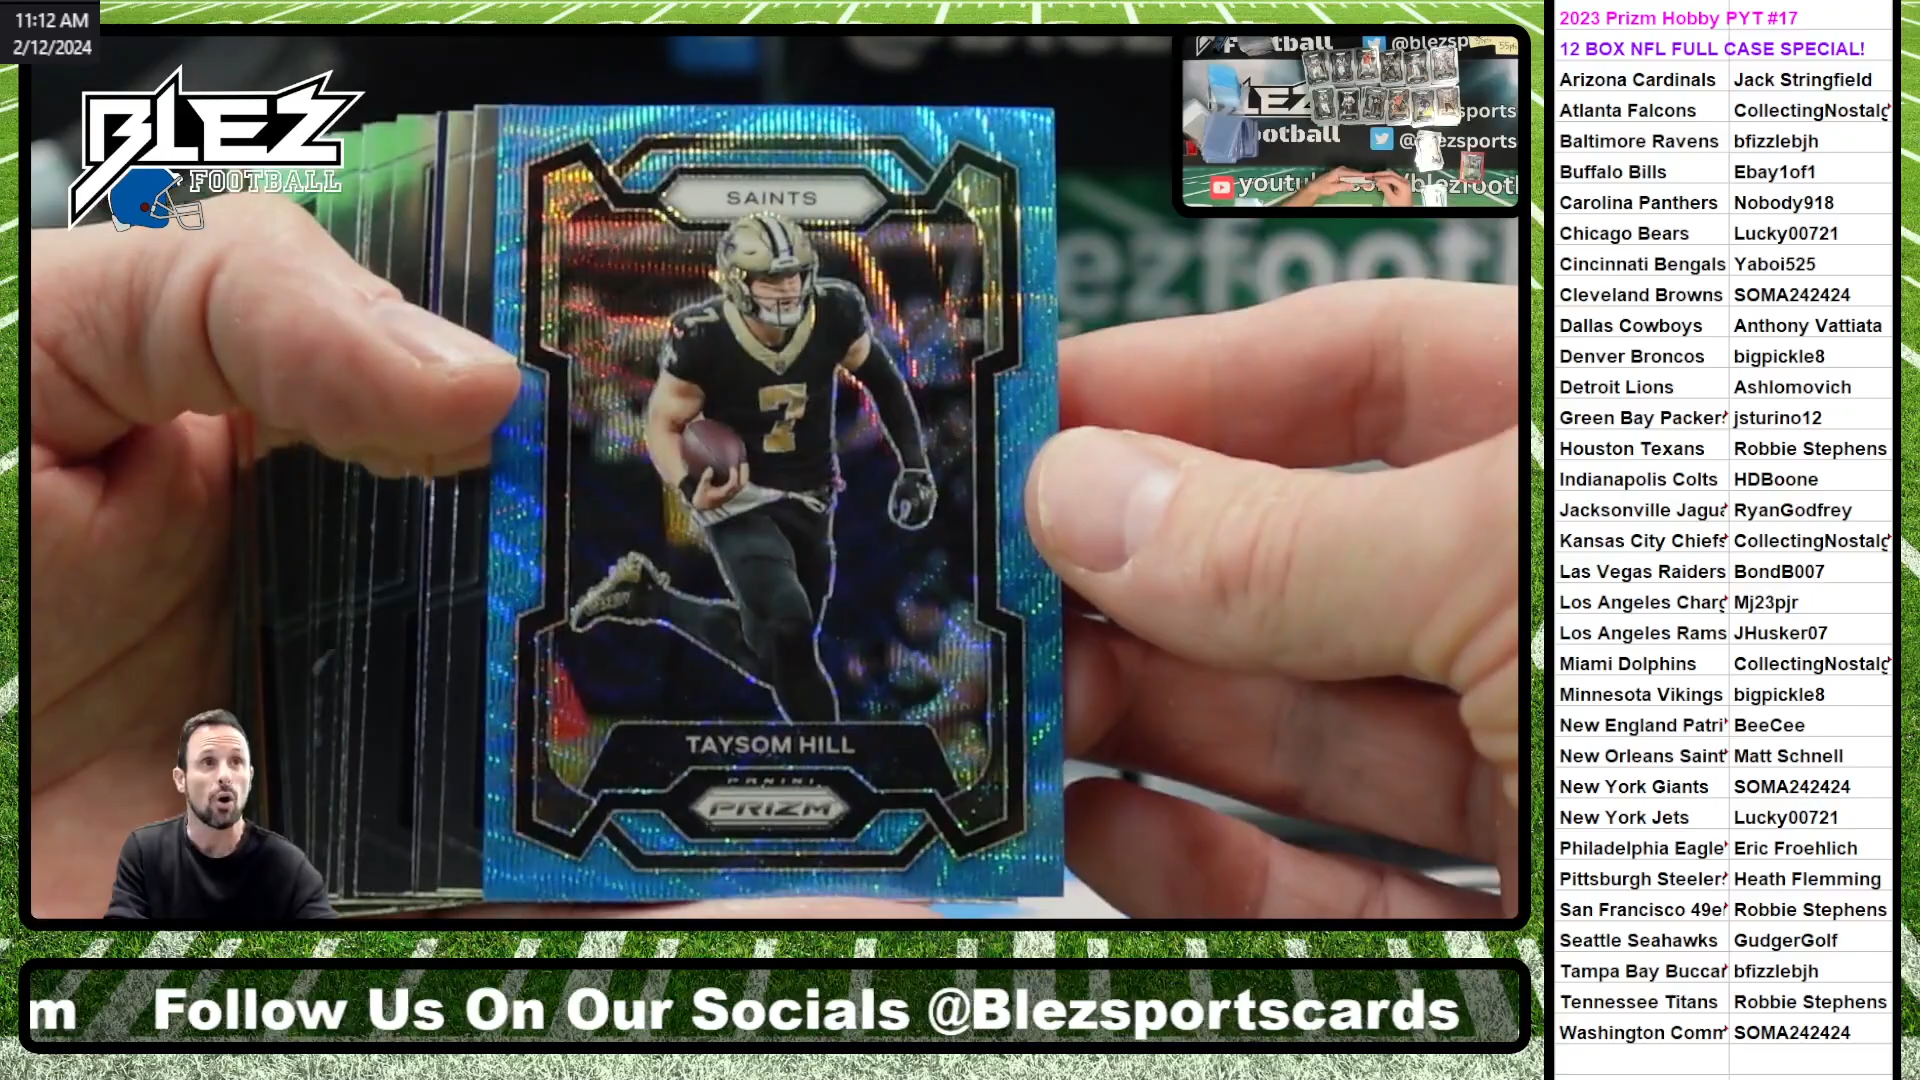 11:12 AM
2/12/2024
BLEZ
FOOTBALL
SAINTS
7
7
TAYSOM HILL
PANINI
PRIZM
ezfoot
@blezsp
ezsports
youtu
Follow Us On Our Socials @Blezsportscards
2023 Prizm Hobby PYT #17
12 BOX NFL FULL CASE SPECIAL!
Arizona Cardinals Jack Stringfield
Atlanta Falcons CollectingNostalg
Baltimore Ravens bfizzlebjh
Buffalo Bills Ebay1of1
Carolina Panthers Nobody918
Chicago Bears Lucky00721
Cincinnati Bengals Yaboi525
Cleveland Browns SOMA242424
Dallas Cowboys Anthony Vattiata
Denver Broncos bigpickle8
Detroit Lions Ashlomovich
Green Bay Packer jsturino12
Houston Texans Robbie Stephens
Indianapolis Colts HDBoone
Jacksonville Jagua RyanGodfrey
Kansas City Chiefs CollectingNostalg
Las Vegas Raiders BondB007
Los Angeles Charg Mj23pjr
Los Angeles Rams JHusker07
Miami Dolphins CollectingNostalg
Minnesota Vikings bigpickle8
New England Patri BeeCee
New Orleans Saint Matt Schnell
New York Giants SOMA242424
New York Jets Lucky00721
Philadelphia Eagle Eric Froehlich
Pittsburgh Steeler Heath Flemming
San Francisco 49e Robbie Stephens
Seattle Seahawks GudgerGolf
Tampa Bay Buccar bfizzlebjh
Tennessee Titans Robbie Stephens
Washington Comm SOMA242424